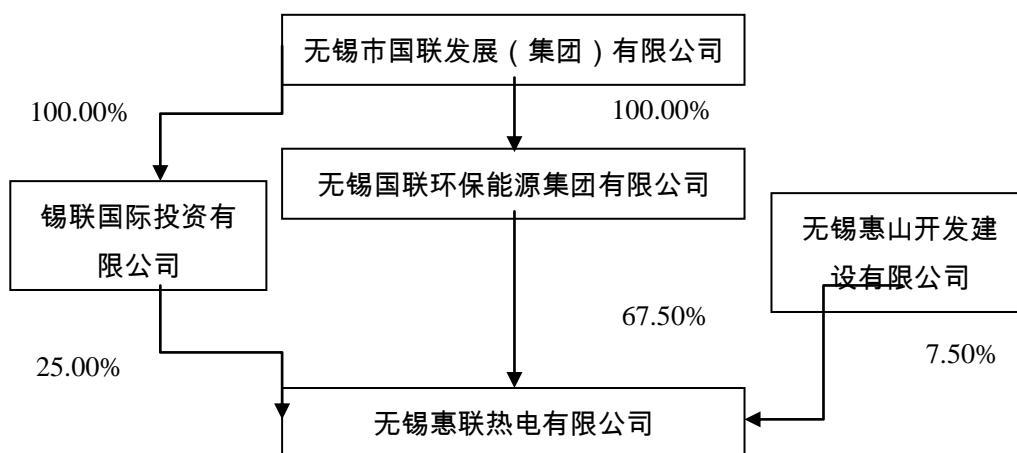 无锡市国联发展（集团）有限公司
100.00%
100.00%
无锡国联环保能源集团有限公司
锡联国际投资有
限公司
无锡惠山开发建
设有限公司
67.50%
25.00%
7.50%
无锡惠联热电有限公司